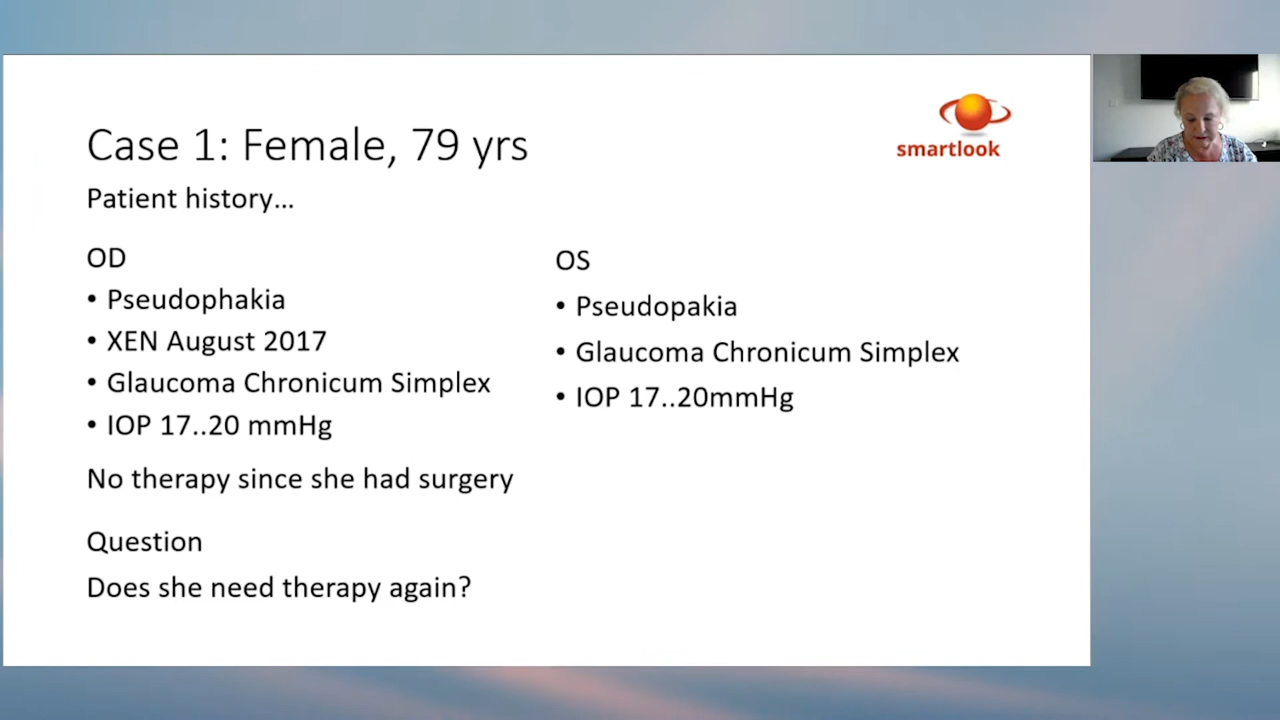 Case 1: Female, 79 yrs
smartlook
Patient history...
OD
• Pseudophakia
• XEN August 2017
• Glaucoma Chronicum Simplex
• IOP 17..20 mmHg
No therapy since she had surgery
OS
• Pseudopakia
• Glaucoma Chronicum Simplex
• IOP 17..20mmHg
Question
Does she need therapy again?